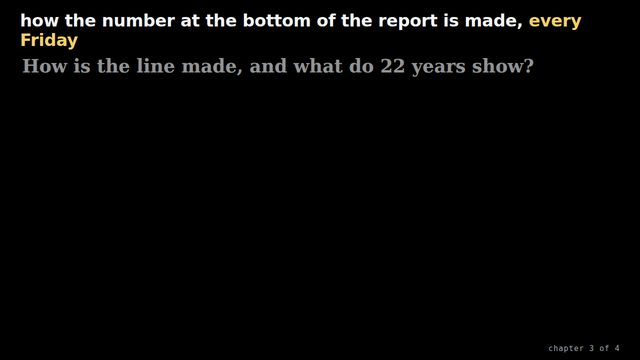 how the number at the bottom of the report is made, every
Friday
How is the line made, and what do 22 years show?
chapter 3 of 4